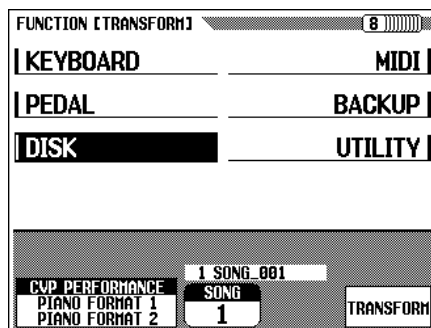 FUNCTION [TRANSFORM] 8
KEYBOARD MIDI
PEDAL BACKUP
DISK UTILITY
1 SONG_001
CVP PERFORMANCE
PIANO FORMAT 1
PIANO FORMAT 2
SONG
1
TRANSFORM